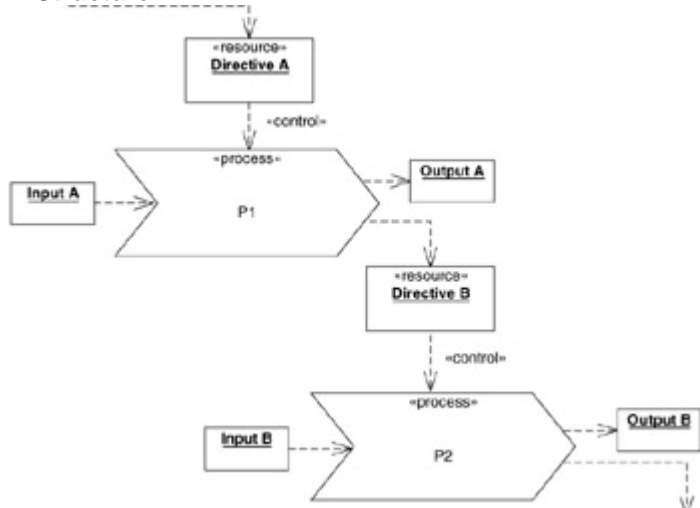 «resource»
Directive A
«control»
«process»
Input A
P1
Output A
«resource»
Directive B
«control»
«process»
Input B
P2
Output B